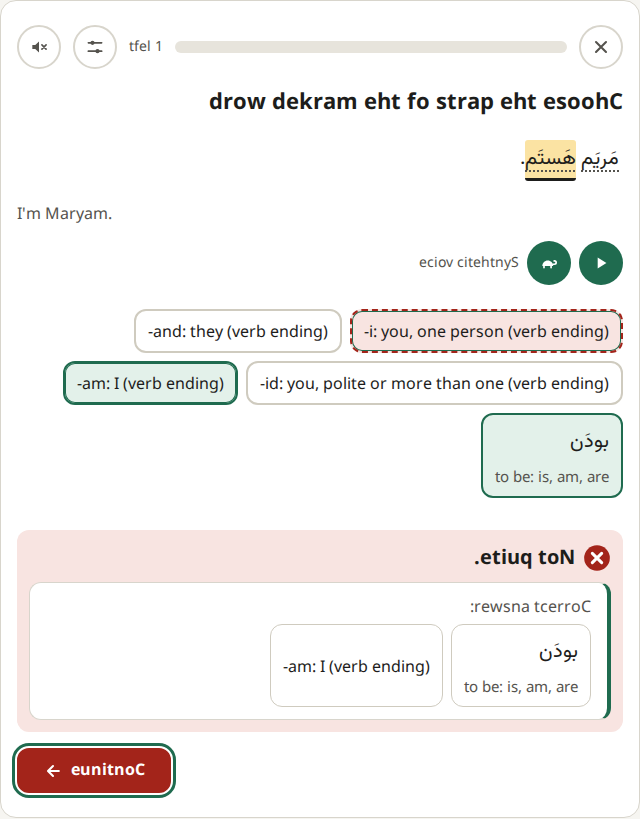 tfel 1
drow dekram eht fo strap eht esoohC
مَریَم هَستَم.
I'm Maryam.
eciov citehtnyS
-i: you, one person (verb ending)
-and: they (verb ending)
-id: you, polite or more than one (verb ending)
-am: I (verb ending)
بودَن
to be: is, am, are
.etiuq toN
:rewsna tcerroC
بودَن
to be: is, am, are
-am: I (verb ending)
eunitnoC